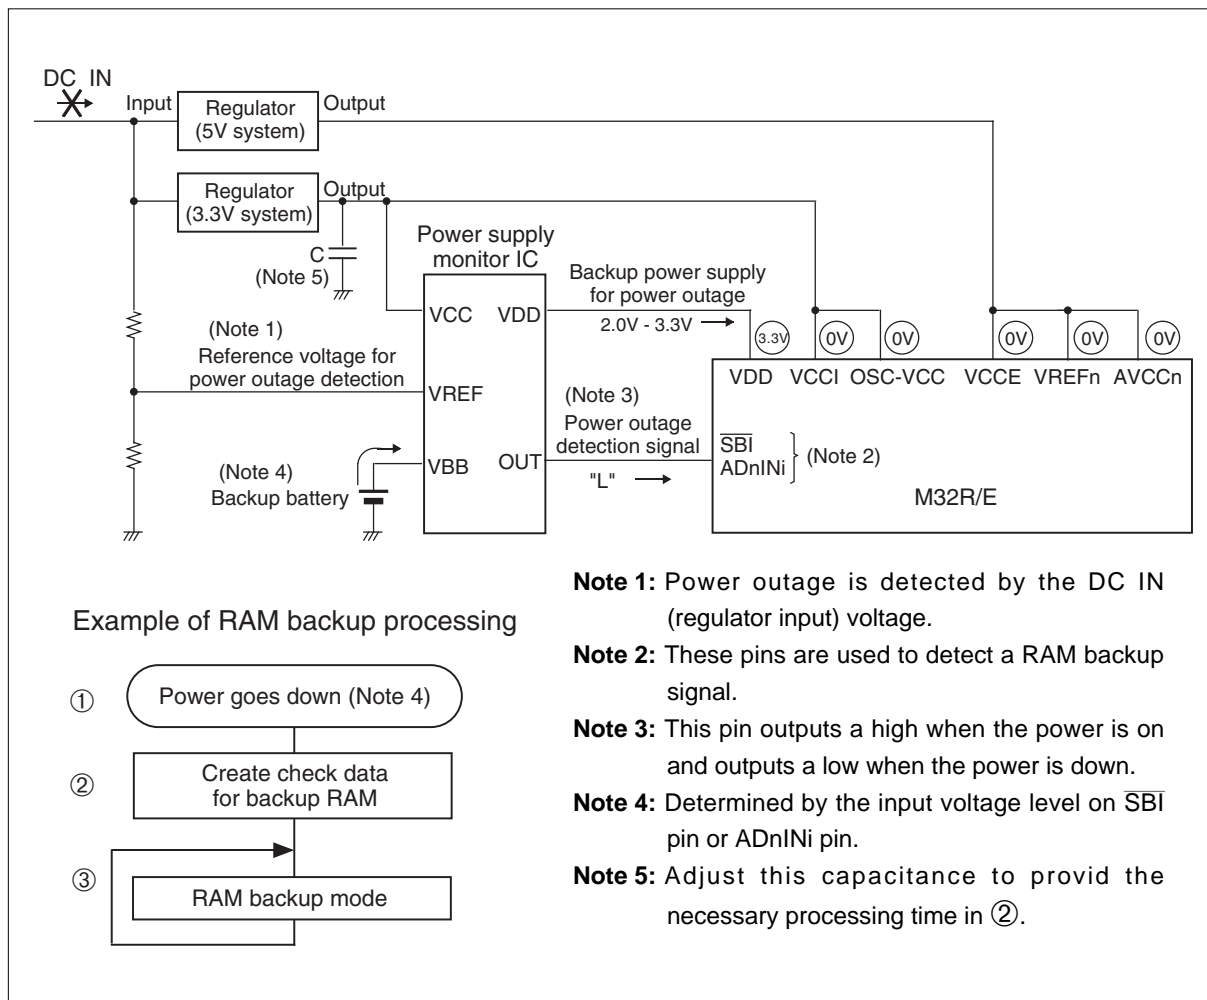 DC IN
Input
Regulator
(5V system)
Output
Regulator
(3.3V system)
Output
C
(Note 5)
Power supply
monitor IC
VCC
VDD
VREF
VBB
OUT
(Note 1)
Reference voltage for
power outage detection
(Note 4)
Backup battery
Backup power supply
for power outage
2.0V - 3.3V
(Note 3)
Power outage
detection signal
"L"
3.3V
0V
0V
0V
0V
0V
VDD VCCI OSC-VCC VCCE VREFn AVCCn
S̅B̅I̅
ADnINi
(Note 2)
M32R/E
Example of RAM backup processing
①
Power goes down (Note 4)
②
Create check data
for backup RAM
③
RAM backup mode
Note 1: Power outage is detected by the DC IN
(regulator input) voltage.
Note 2: These pins are used to detect a RAM backup
signal.
Note 3: This pin outputs a high when the power is on
and outputs a low when the power is down.
Note 4: Determined by the input voltage level on S̅B̅I̅
pin or ADnINi pin.
Note 5: Adjust this capacitance to provid the
necessary processing time in ②.